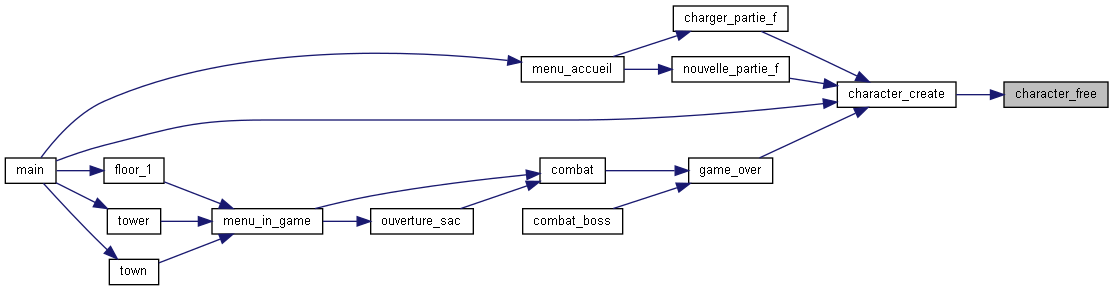 charger_partie_f
menu_accueil
nouvelle_partie_f
character_create
character_free
main
floor_1
combat
game_over
tower
menu_in_game
ouverture_sac
combat_boss
town